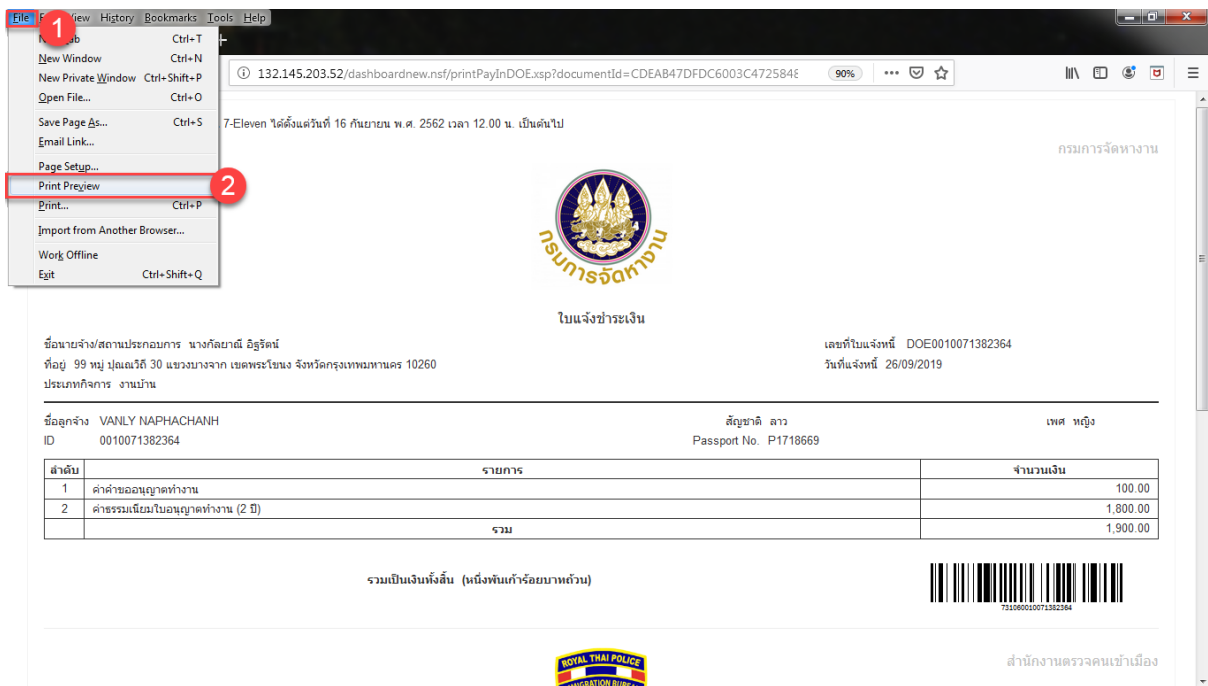 File View History Bookmarks Tools Help
Ctrl+T
New Window Ctrl+N
New Private Window Ctrl+Shift+P
Open File... Ctrl+O
Save Page As... Ctrl+S
Email Link...
Page Setup...
Print Preview
Print... Ctrl+P
Import from Another Browser...
Work Offline
Exit Ctrl+Shift+Q
1
2
132.145.203.52/dashboardnew.nsf/printPayInDOE.xsp?documentId=CDEAB47DFDC6003C4725848
90%
7-Eleven ได้ตั้งแต่วันที่ 16 กันยายน พ.ศ. 2562 เวลา 12.00 น. เป็นต้นไป
กรมการจัดหางาน
กรมการจัดหางาน
ใบแจ้งชำระเงิน
ชื่อนายจ้าง/สถานประกอบการ นางกัลยาณี อิฐรัตน์
เลขที่ใบแจ้งหนี้ DOE0010071382364
ที่อยู่ 99 หมู่ ปุณณวิถี 30 แขวงบางจาก เขตพระโขนง จังหวัดกรุงเทพมหานคร 10260
วันที่แจ้งหนี้ 26/09/2019
ประเภทกิจการ งานบ้าน
ชื่อลูกจ้าง VANLY NAPHACHANH สัญชาติ ลาว เพศ หญิง
ID 0010071382364 Passport No. P1718669
ลำดับ รายการ จำนวนเงิน
1 ค่าคำขออนุญาตทำงาน 100.00
2 ค่าธรรมเนียมใบอนุญาตทำงาน (2 ปี) 1,800.00
รวม 1,900.00
รวมเป็นเงินทั้งสิ้น (หนึ่งพันเก้าร้อยบาทถ้วน)
731060010071382364
สำนักงานตรวจคนเข้าเมือง
ROYAL THAI POLICE